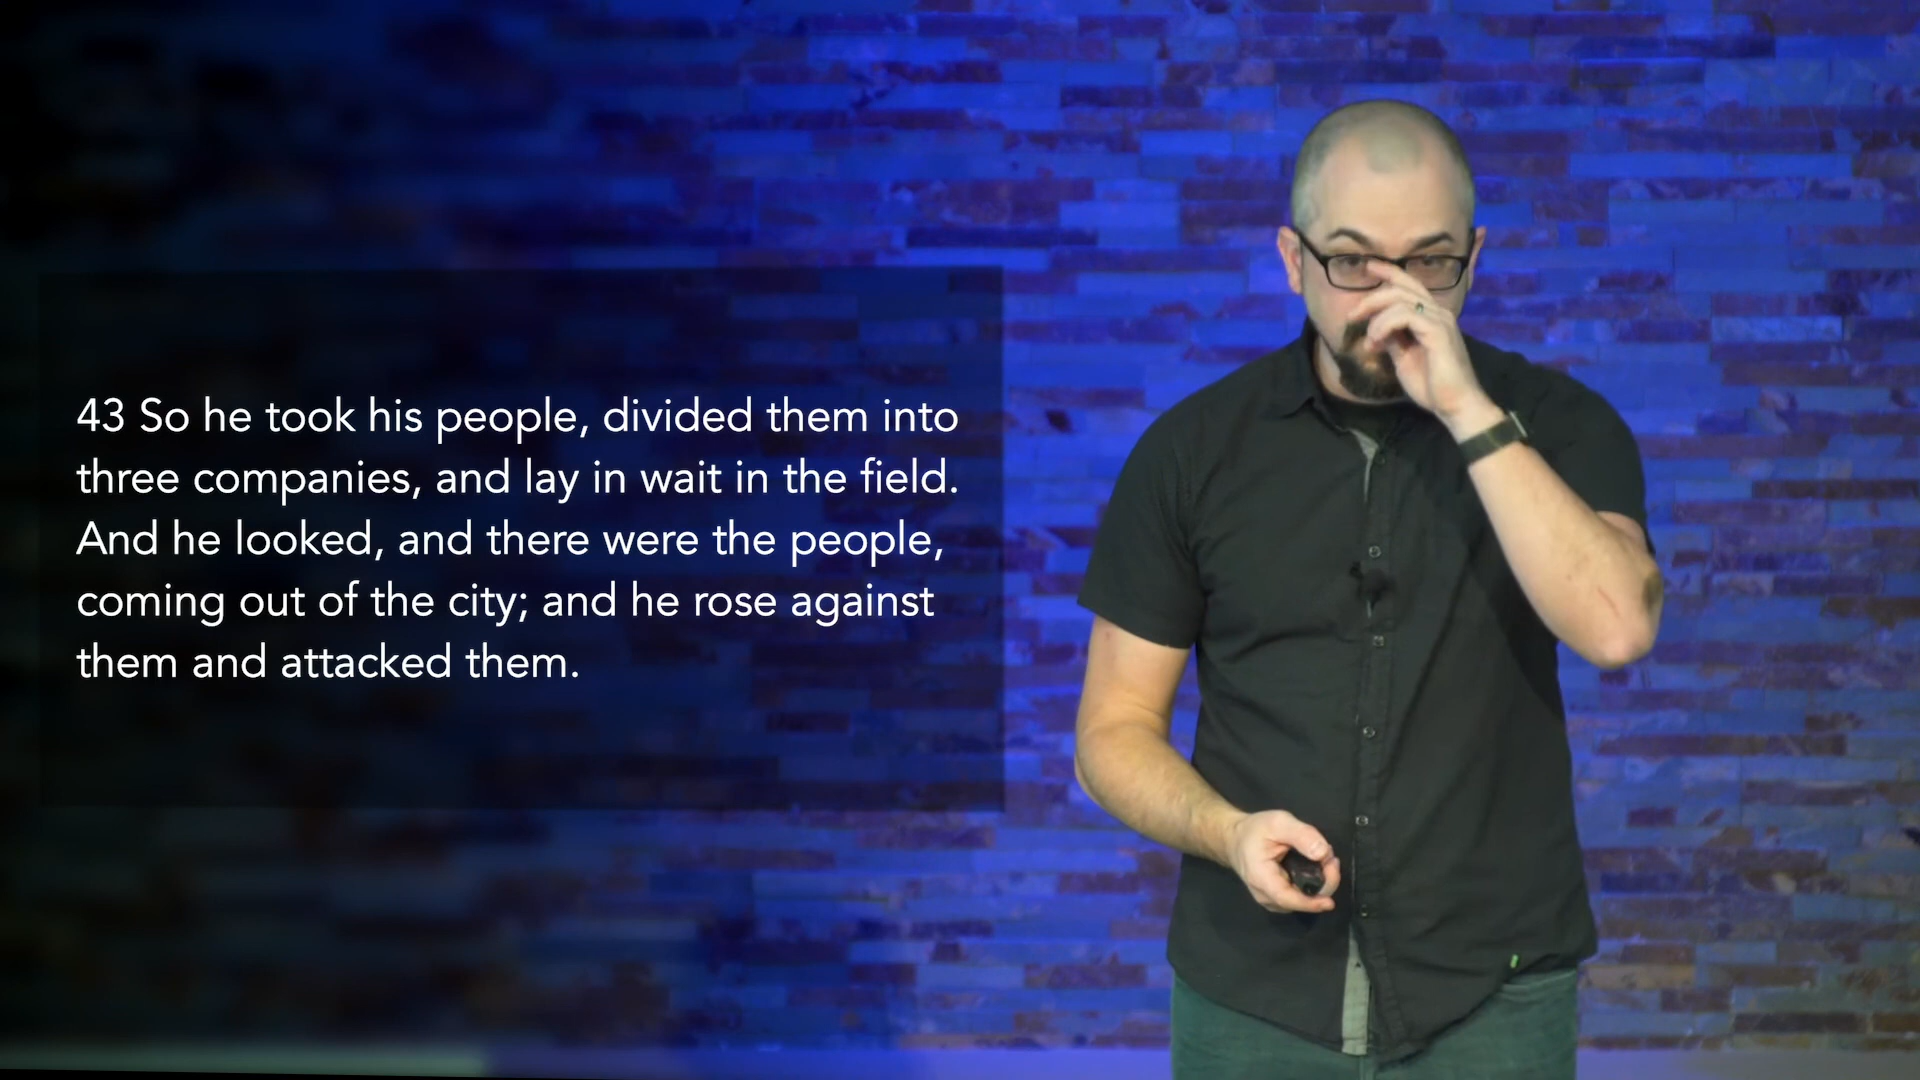 43 So he took his people, divided them into
three companies, and lay in wait in the field.
And he looked, and there were the people,
coming out of the city; and he rose against
them and attacked them.